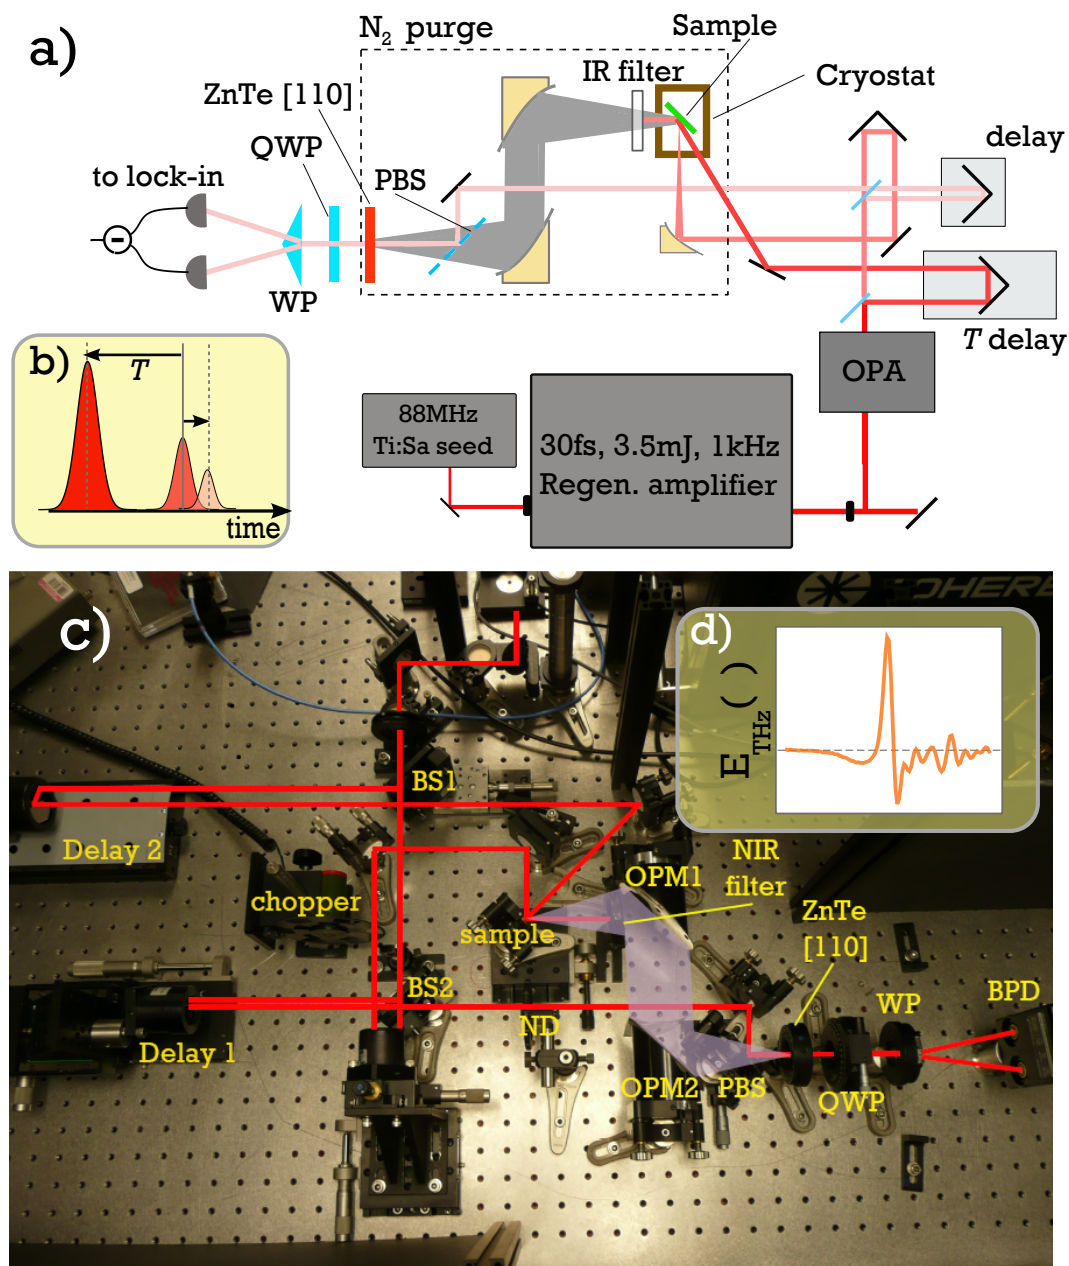 a)
N2 purge
Sample
IR filter
Cryostat
ZnTe [110]
QWP
PBS
to lock-in
delay
WP
T delay
OPA
88MHz
Ti:Sa seed
30fs, 3.5mJ, 1kHz
Regen. amplifier
b)
T
time
c)
d)
E THz ( )
BS1
Delay 2
chopper
OPM1
NIR
filter
ZnTe
[110]
sample
BS2
ND
WP
BPD
Delay 1
OPM2
PBS
QWP